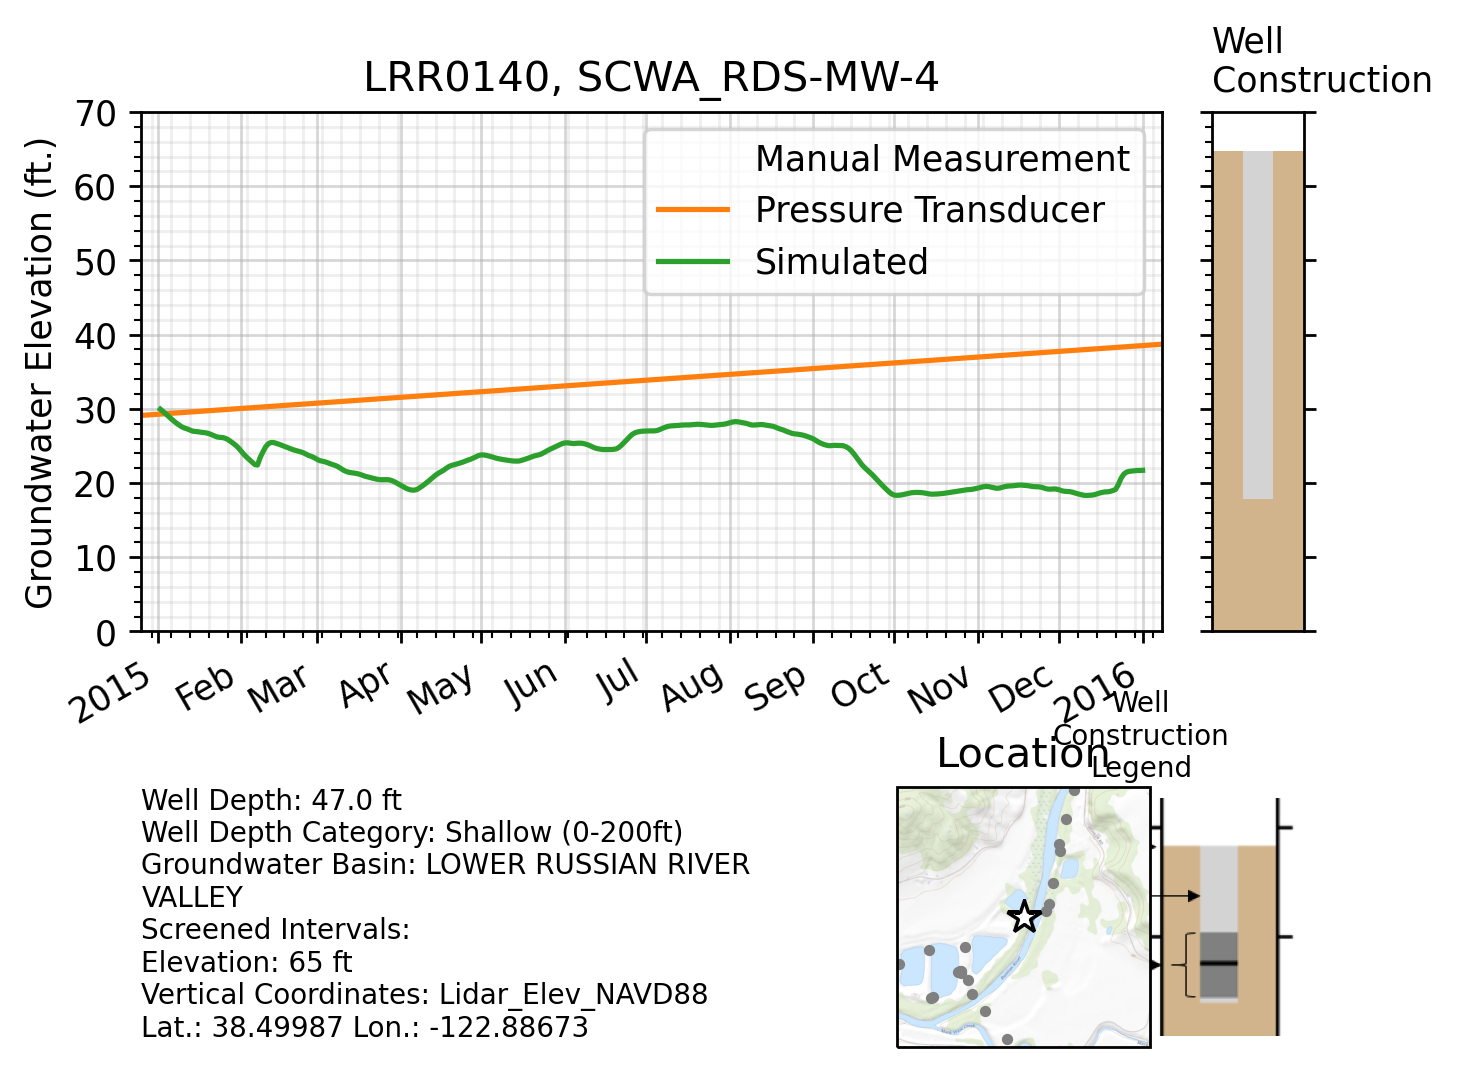 Well
Construction
LRR0140, SCWA_RDS-MW-4
Groundwater Elevation (ft.)
70
60
50
40
30
20
10
0
Manual Measurement
Pressure Transducer
Simulated
2015
Feb
Mar
Apr
May
Jun
Jul
Aug
Sep
Oct
Nov
Dec
2016
Well
Construction
Legend
Location
Well Depth: 47.0 ft
Well Depth Category: Shallow (0-200ft)
Groundwater Basin: LOWER RUSSIAN RIVER
VALLEY
Screened Intervals:
Elevation: 65 ft
Vertical Coordinates: Lidar_Elev_NAVD88
Lat.: 38.49987 Lon.: -122.88673